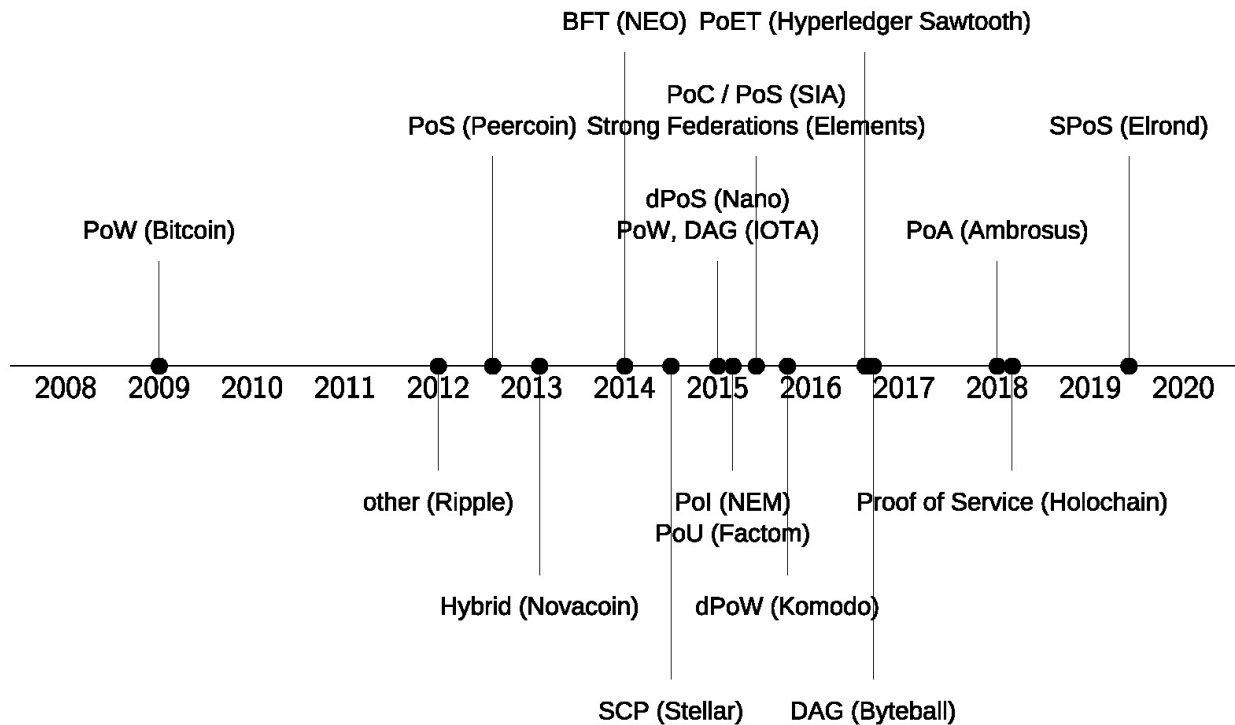 BFT (NEO) PoET (Hyperledger Sawtooth)
PoC / PoS (SIA)
PoS (Peercoin) Strong Federations (Elements) SPoS (Elrond)
dPoS (Nano)
PoW (Bitcoin) PoW, DAG (IOTA) PoA (Ambrosus)
2008 2009 2010 2011 2012 2013 2014 2015 2016 2017 2018 2019 2020
other (Ripple) PoI (NEM) Proof of Service (Holochain)
PoU (Factom)
Hybrid (Novacoin) dPoW (Komodo)
SCP (Stellar) DAG (Byteball)